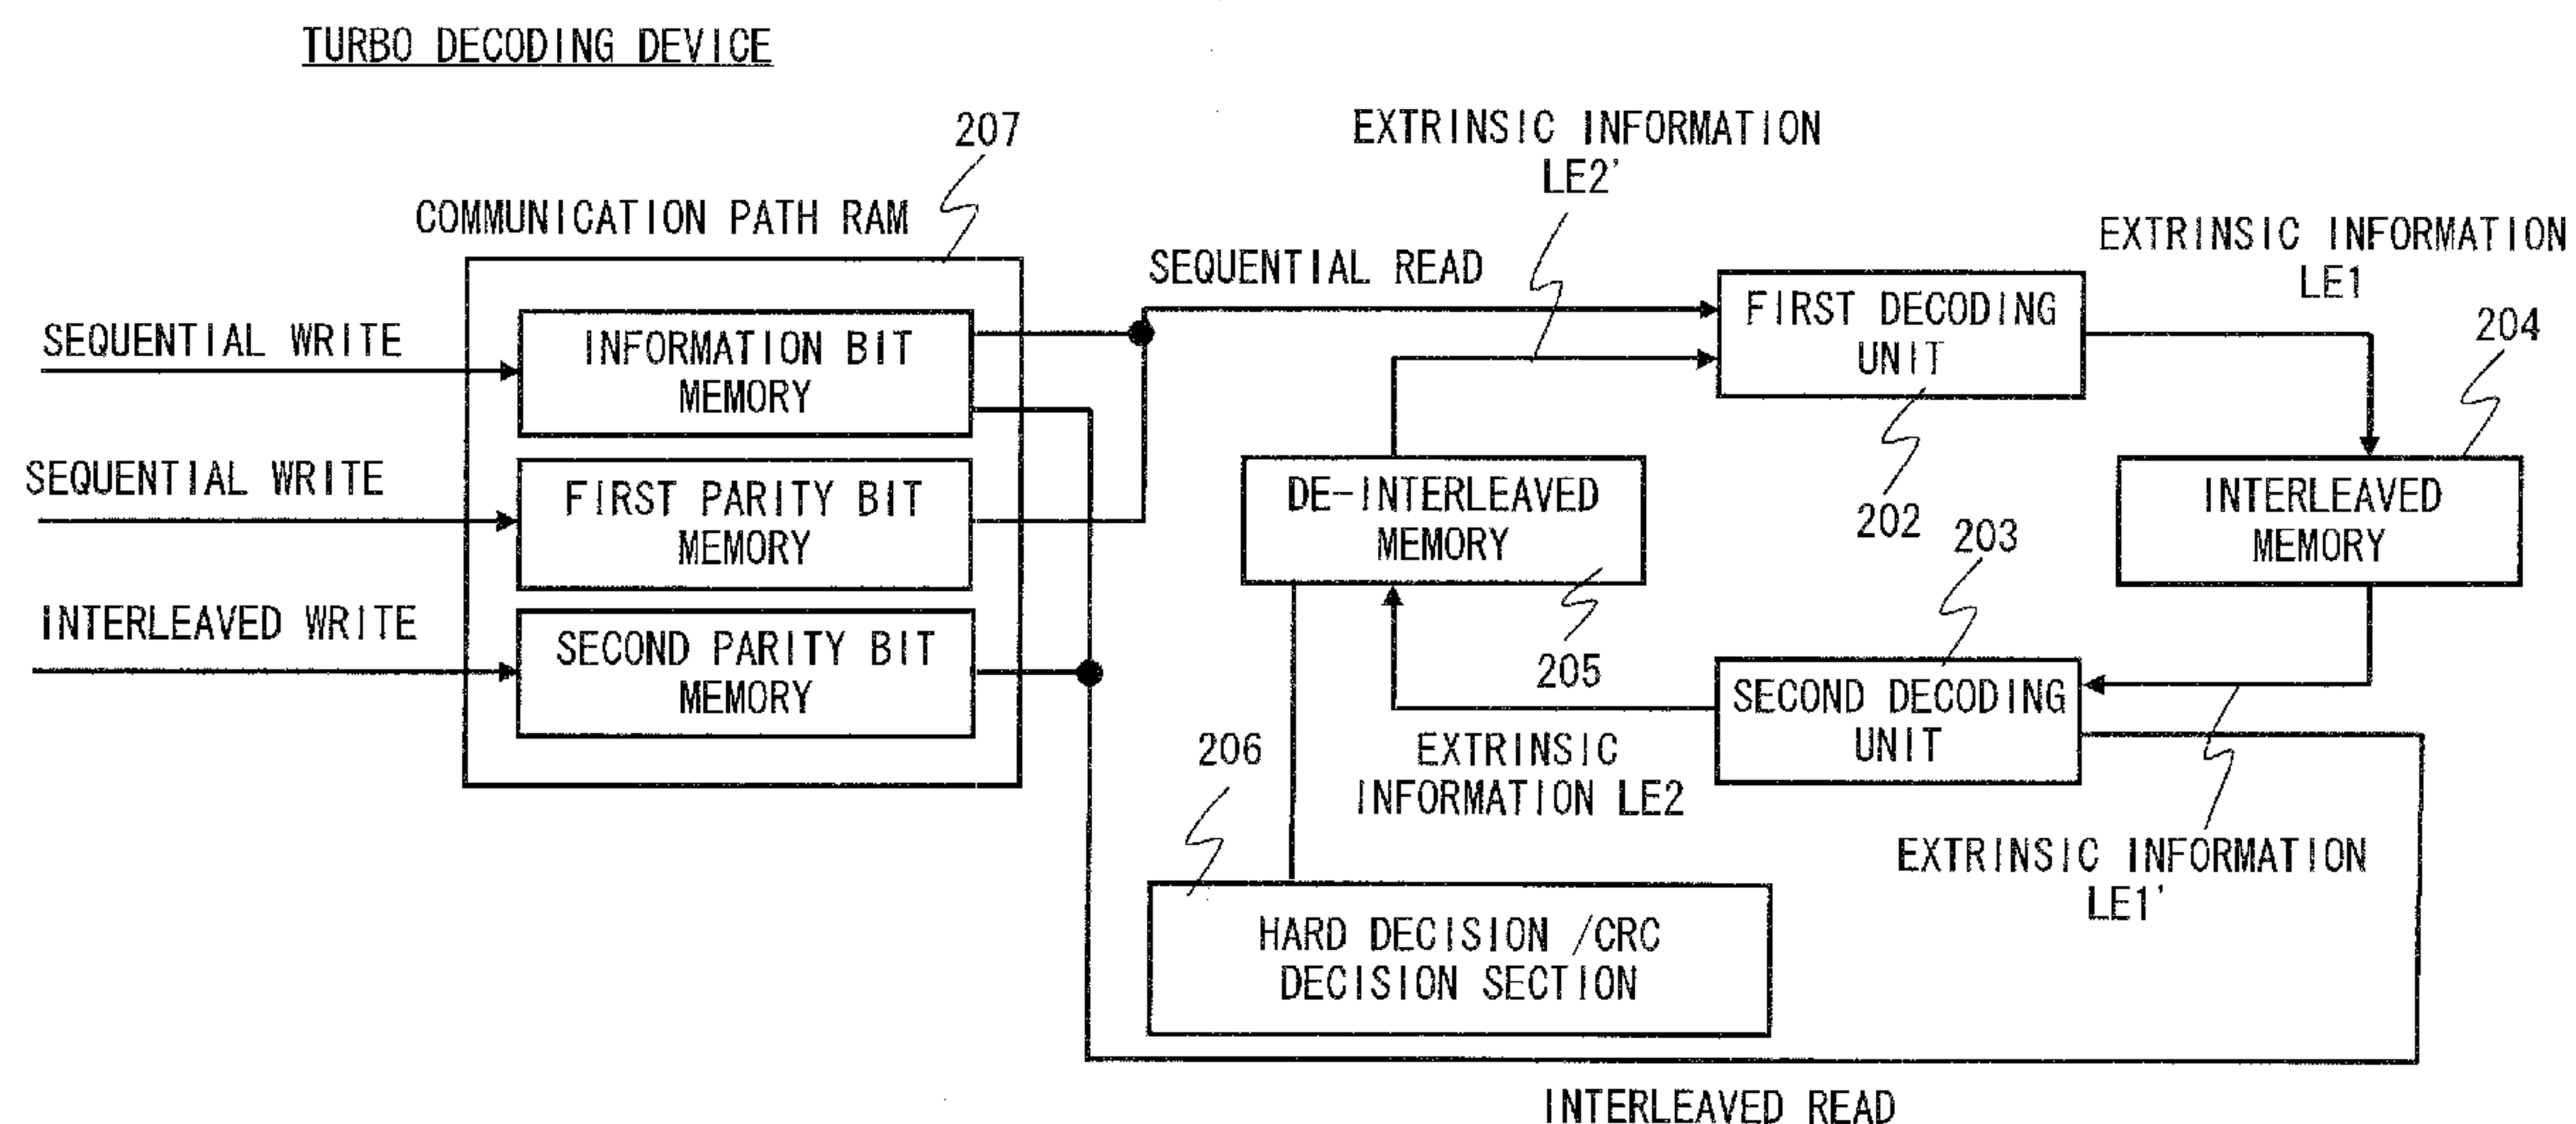 TURBO DECODING DEVICE
207
COMMUNICATION PATH RAM
SEQUENTIAL WRITE
INFORMATION BIT
MEMORY
SEQUENTIAL WRITE
FIRST PARITY BIT
MEMORY
INTERLEAVED WRITE
SECOND PARITY BIT
MEMORY
EXTRINSIC INFORMATION
LE2'
SEQUENTIAL READ
FIRST DECODING
UNIT
202
EXTRINSIC INFORMATION
LE1
204
INTERLEAVED
MEMORY
DE-INTERLEAVED
MEMORY
205
203
SECOND DECODING
UNIT
EXTRINSIC
INFORMATION LE2
EXTRINSIC INFORMATION
LE1'
206
HARD DECISION /CRC
DECISION SECTION
INTERLEAVED READ